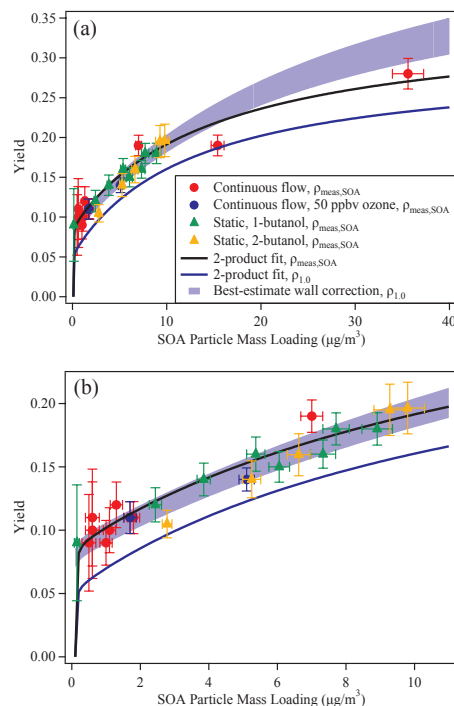 (a)
0.35
0.30
0.25
0.20
0.15
0.10
0.05
0.00
Yield
Continuous flow, ρmeas,SOA
Continuous flow, 50 ppbv ozone, ρmeas,SOA
Static, 1-butanol, ρmeas,SOA
Static, 2-butanol, ρmeas,SOA
2-product fit, ρmeas,SOA
2-product fit, ρ1.0
Best-estimate wall correction, ρ1.0
0 10 20 30 40
SOA Particle Mass Loading (µg/m³)
(b)
0.20
0.15
0.10
0.05
0.00
Yield
0 2 4 6 8 10
SOA Particle Mass Loading (µg/m³)